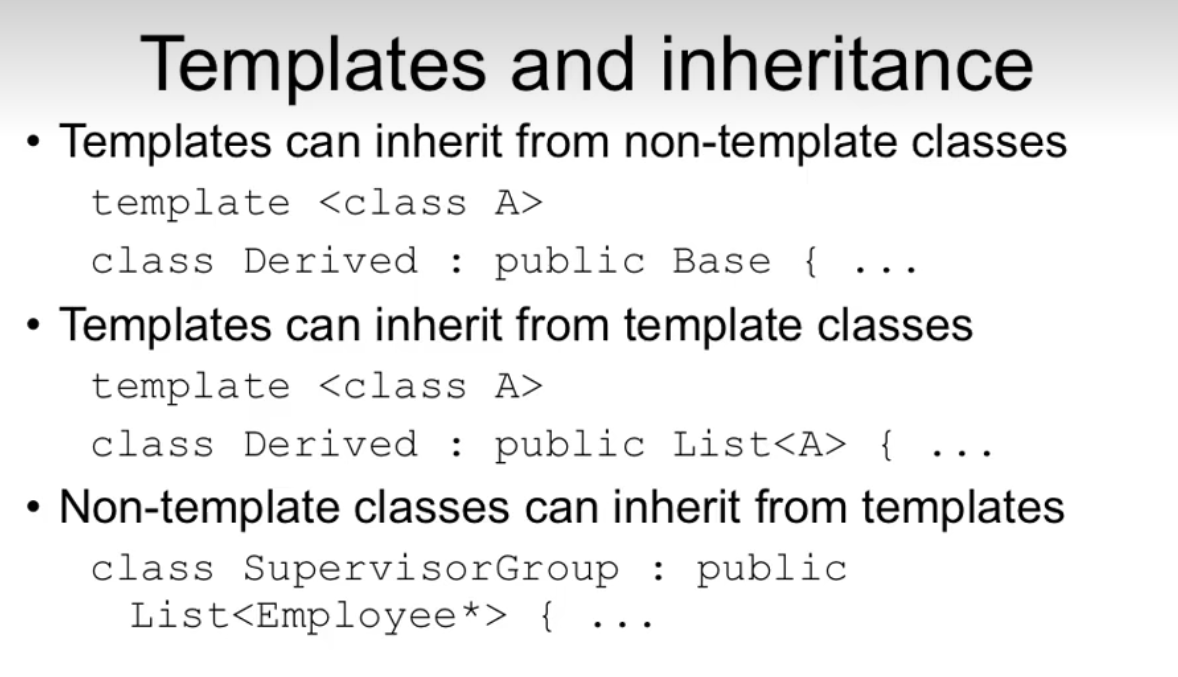 Templates and inheritance
• Templates can inherit from non-template classes
template <class A>
class Derived : public Base { ...
• Templates can inherit from template classes
template <class A>
class Derived : public List<A> { ...
• Non-template classes can inherit from templates
class SupervisorGroup : public
List<Employee*> { ...